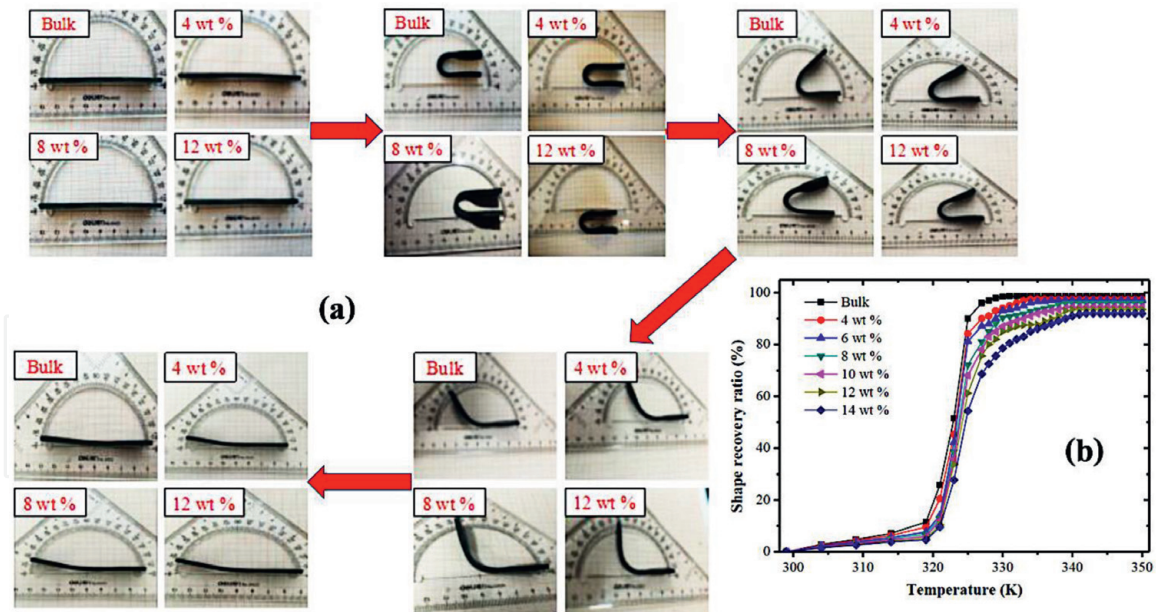 Bulk
4 wt %
8 wt %
12 wt %
Bulk
4 wt %
8 wt %
12 wt %
Bulk
4 wt %
8 wt %
12 wt %
(a)
Bulk
4 wt %
8 wt %
12 wt %
Bulk
4 wt %
8 wt %
12 wt %
Shape recovery ratio (%)
100
80
60
40
20
0
Bulk
4 wt %
6 wt %
8 wt %
10 wt %
12 wt %
14 wt %
(b)
300 310 320 330 340 350
Temperature (K)